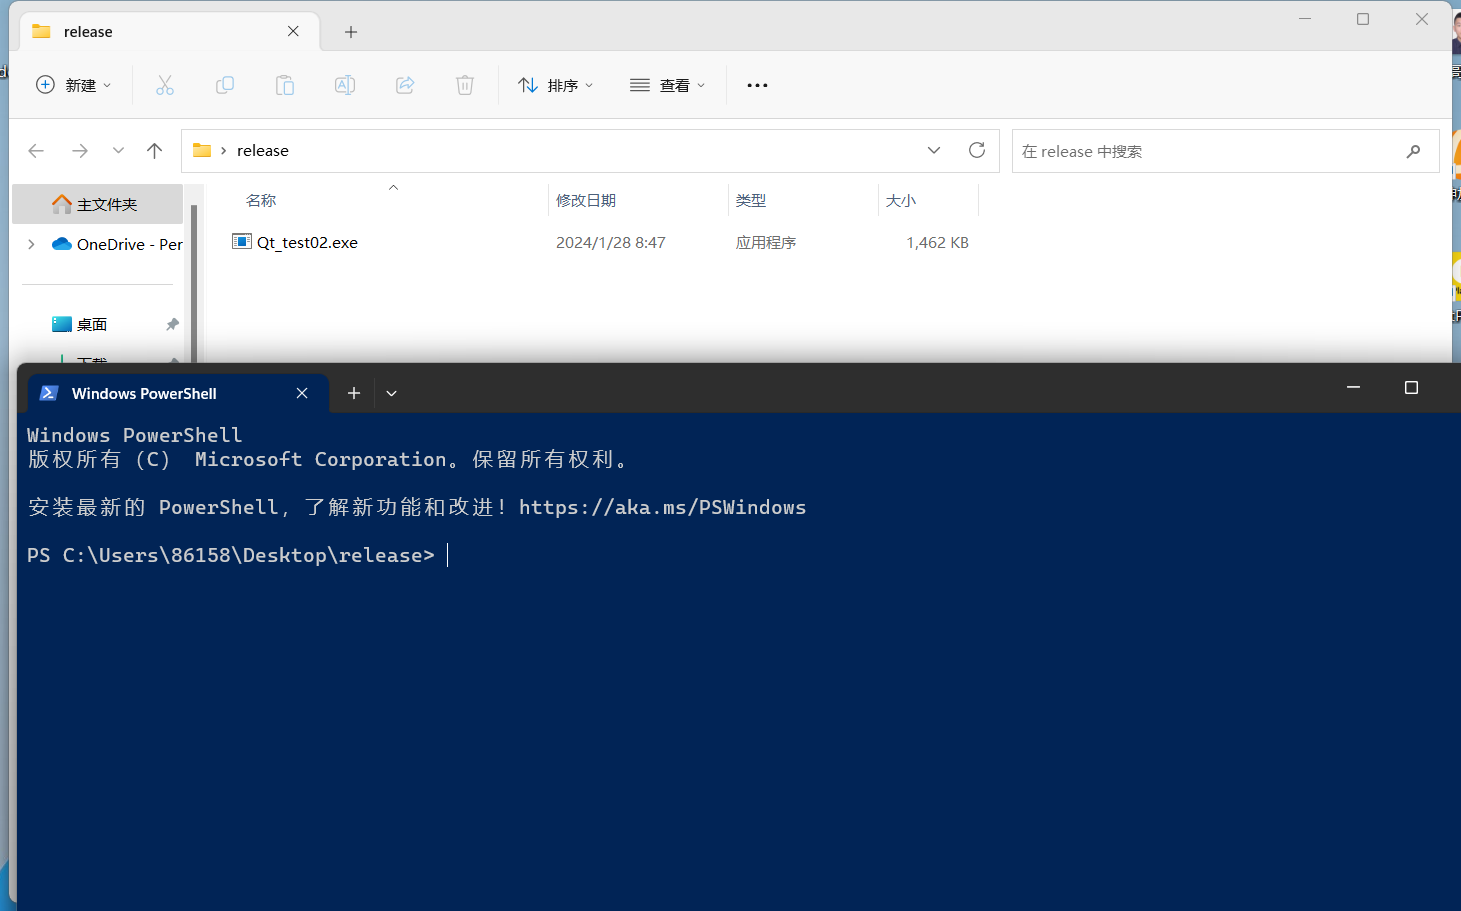 release
新建
排序
查看
release
在 release 中搜索
主文件夹
名称
修改日期
类型
大小
OneDrive - Per
Qt_test02.exe
2024/1/28 8:47
应用程序
1,462 KB
桌面
下载
Windows PowerShell
Windows PowerShell
版权所有 (C) Microsoft Corporation。保留所有权利。
安装最新的 PowerShell，了解新功能和改进！https://aka.ms/PSWindows
PS C:\Users\86158\Desktop\release>